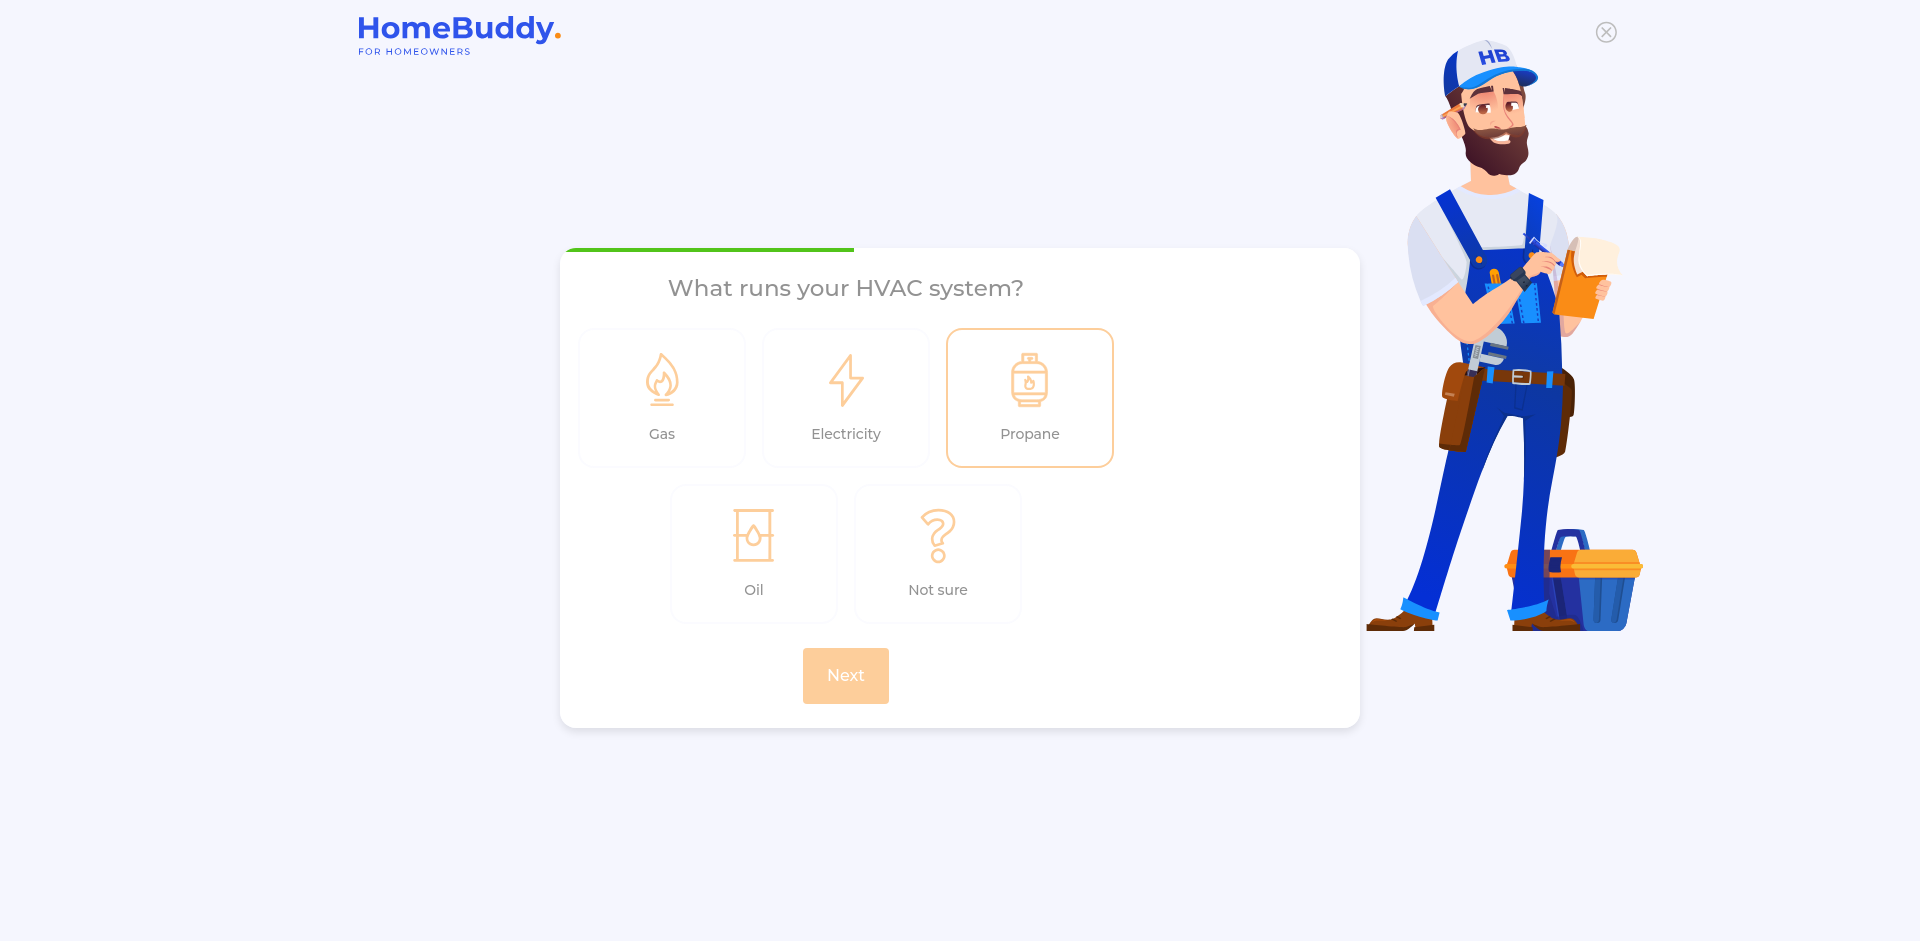 HomeBuddy.
FOR HOMEOWNERS
HB
What runs your HVAC system?
Gas
Electricity
Propane
Oil
Not sure
Next